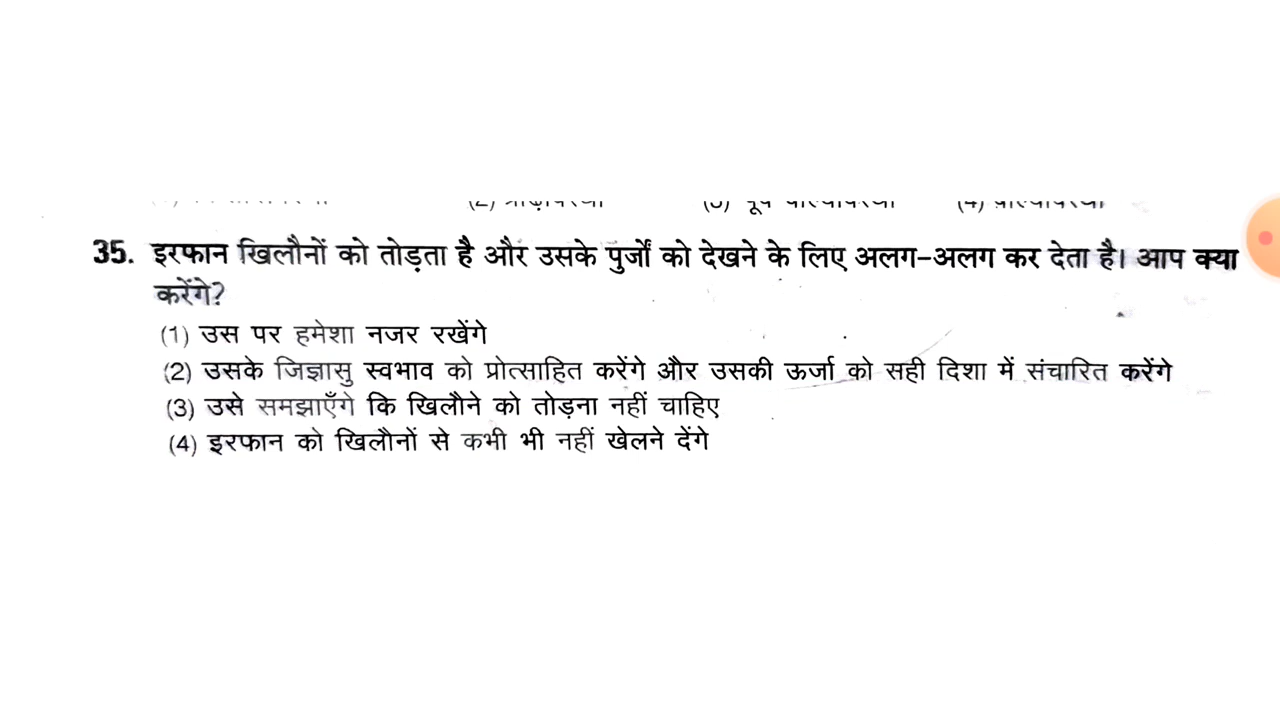 35. इरफान खिलौनों को तोड़ता है और उसके पुर्जों को देखने के लिए अलग-अलग कर देता है। आप क्या
करेंगे?
(1) उस पर हमेशा नजर रखेंगे
(2) उसके जिज्ञासु स्वभाव को प्रोत्साहित करेंगे और उसकी ऊर्जा को सही दिशा में संचारित करेंगे
(3) उसे समझाएँगे कि खिलौने को तोड़ना नहीं चाहिए
(4) इरफान को खिलौनों से कभी भी नहीं खेलने देंगे